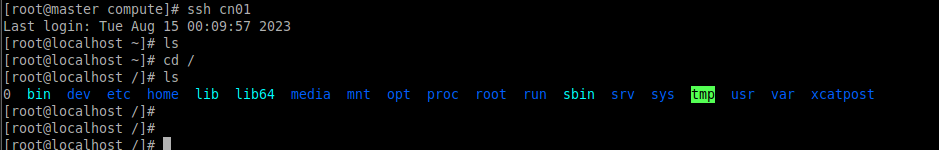 [root@master compute]# ssh cn01
Last login: Tue Aug 15 00:09:57 2023
[root@localhost ~]# ls
[root@localhost ~]# cd /
[root@localhost /]# ls
0 bin dev etc home lib lib64 media mnt opt proc root run sbin srv sys tmp usr var xcatpost
[root@localhost /]#
[root@localhost /]#
[root@localhost /]#